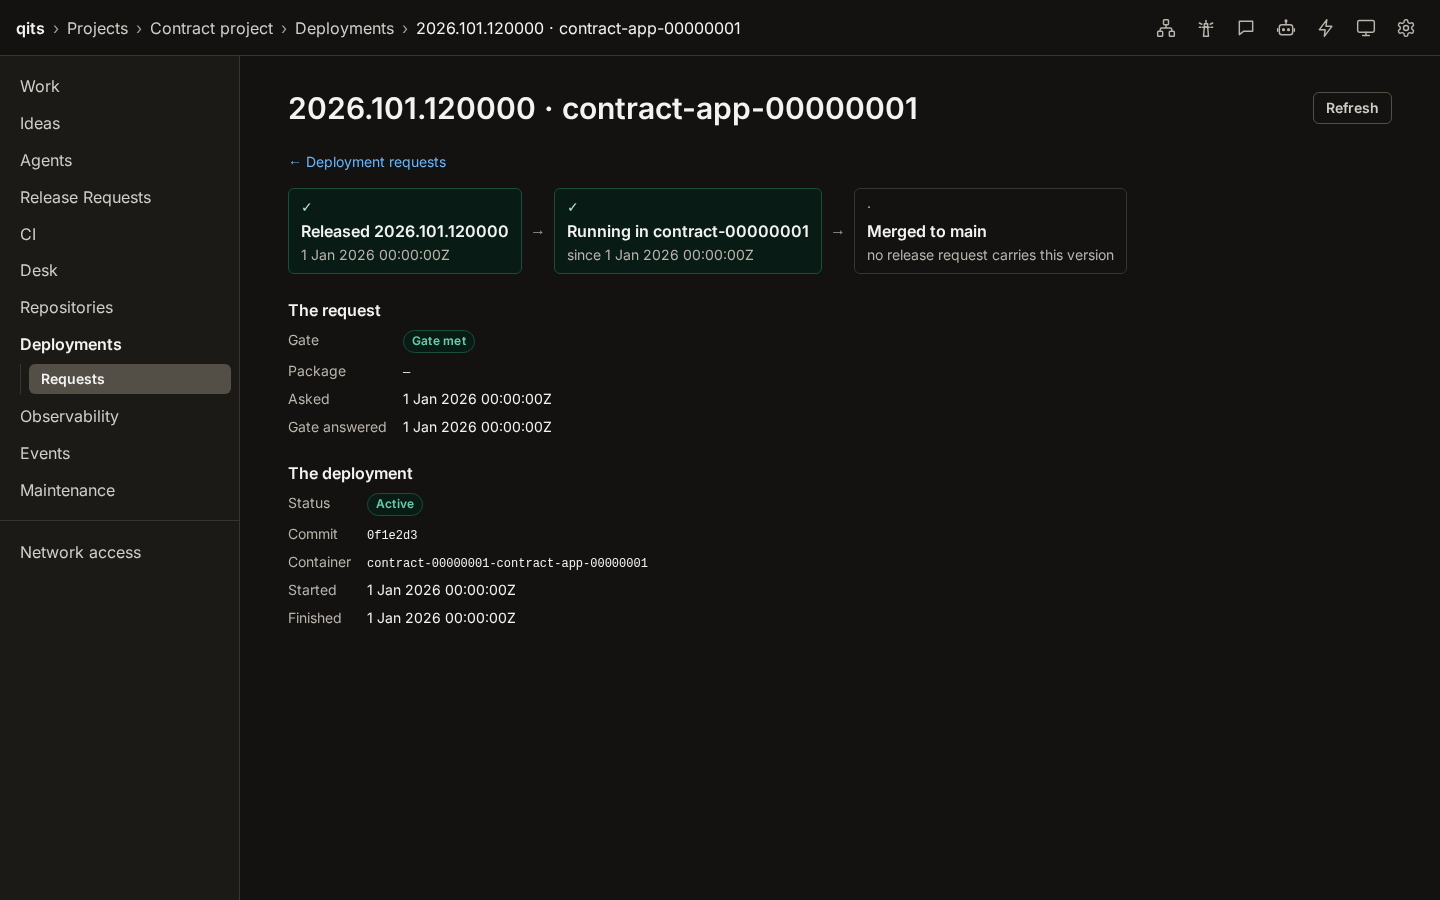 qits › Projects › Contract project › Deployments › 2026.101.120000 · contract-app-00000001
Work
Ideas
Agents
Release Requests
CI
Desk
Repositories
Deployments
Requests
Observability
Events
Maintenance
Network access
2026.101.120000 · contract-app-00000001
Refresh
← Deployment requests
✓
Released 2026.101.120000
1 Jan 2026 00:00:00Z
→
✓
Running in contract-00000001
since 1 Jan 2026 00:00:00Z
→
·
Merged to main
no release request carries this version
The request
Gate Gate met
Package –
Asked 1 Jan 2026 00:00:00Z
Gate answered 1 Jan 2026 00:00:00Z
The deployment
Status Active
Commit 0f1e2d3
Container contract-00000001-contract-app-00000001
Started 1 Jan 2026 00:00:00Z
Finished 1 Jan 2026 00:00:00Z